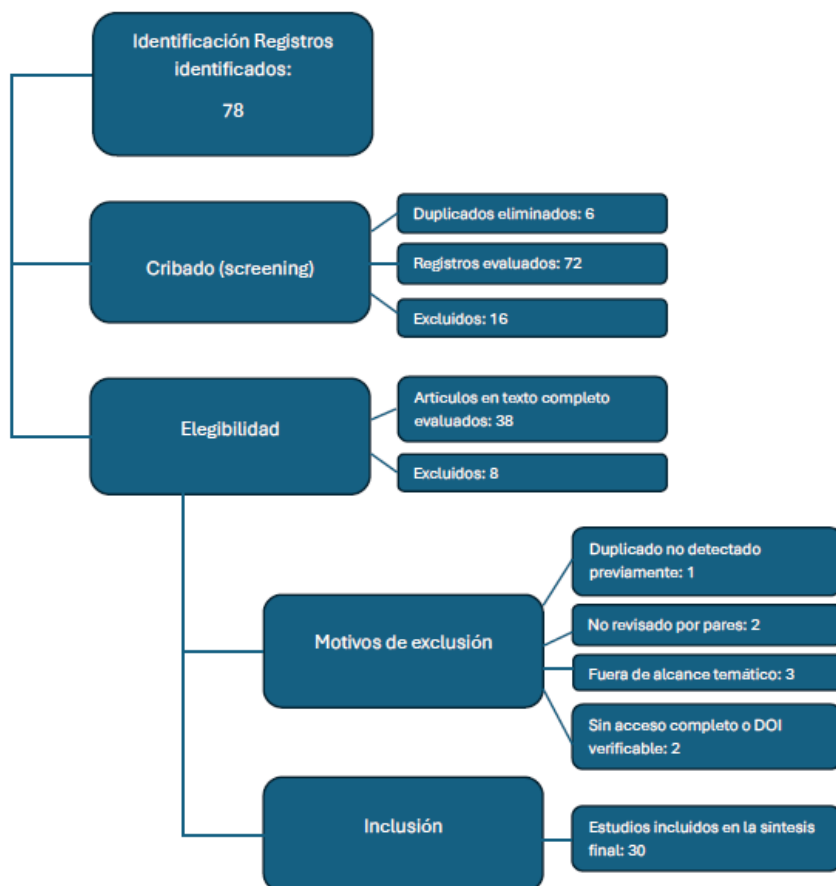 Identificación Registros
identificados:
78
Cribado (screening)
Duplicados eliminados: 6
Registros evaluados: 72
Excluidos: 16
Elegibilidad
Artículos en texto completo
evaluados: 38
Excluidos: 8
Motivos de exclusión
Duplicado no detectado
previamente: 1
No revisado por pares: 2
Fuera de alcance temático: 3
Sin acceso completo o DOI
verificable: 2
Inclusión
Estudios incluidos en la síntesis
final: 30